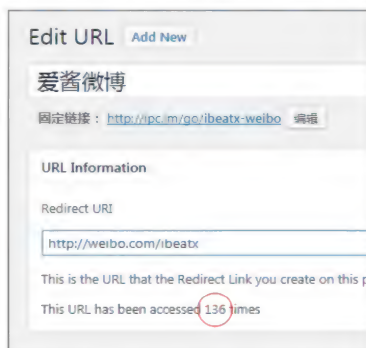 Edit URL Add New
爱酱微博
固定链接： http://ipc.im/go/ibeatx-weibo 编辑
URL Information
Redirect URI
http://weibo.com/ibeatx
This is the URL that the Redirect Link you create on this
This URL has been accessed 136 times